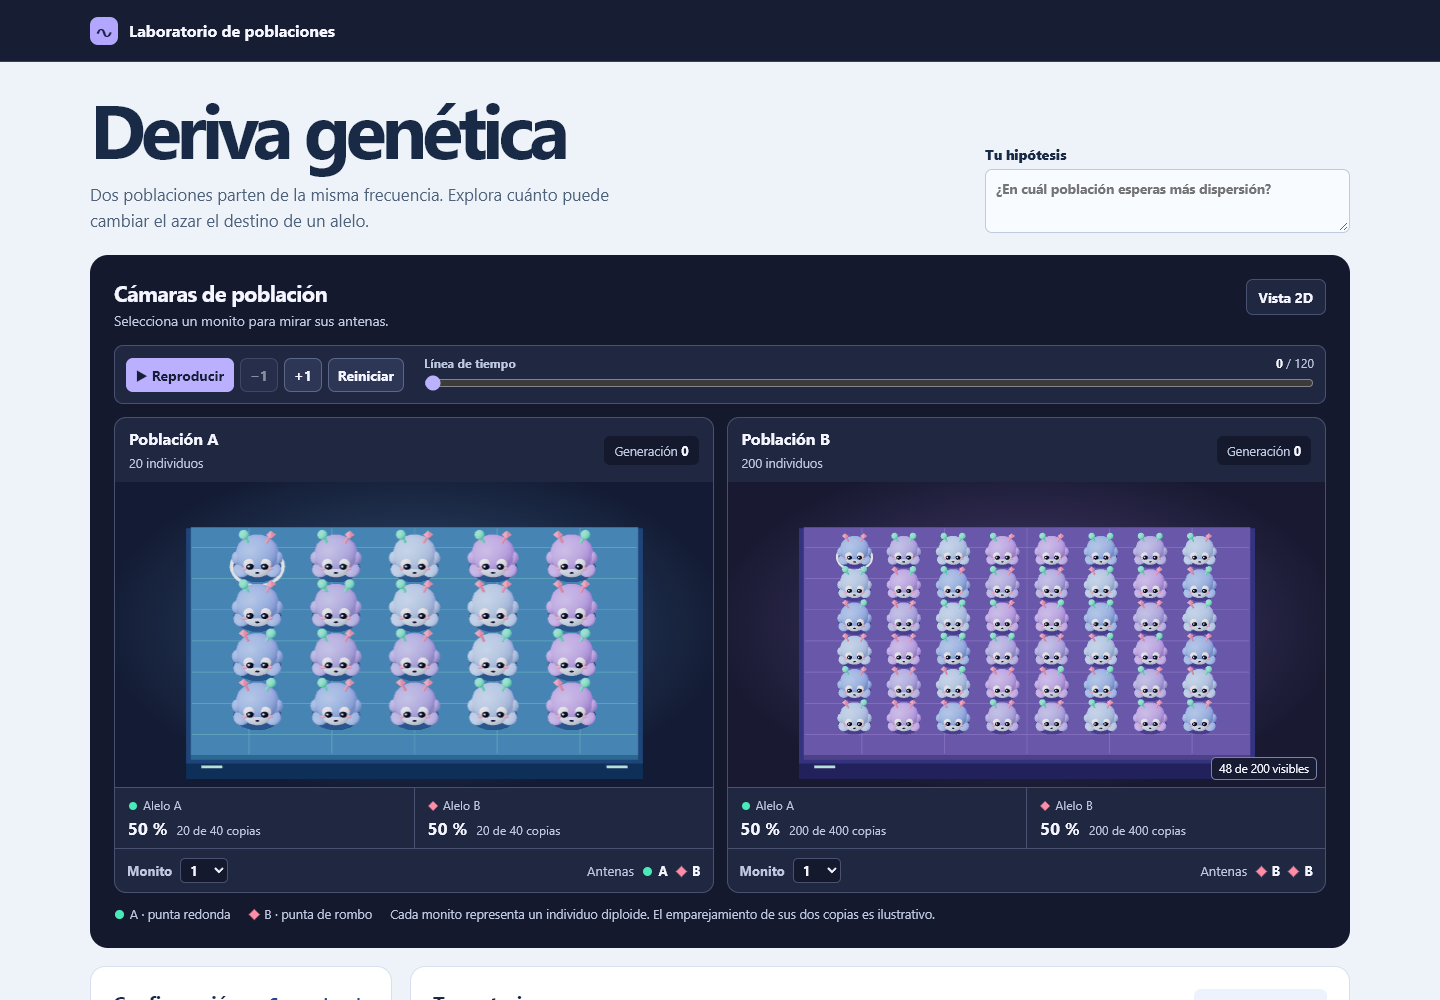 Laboratorio de poblaciones
Deriva genética
Dos poblaciones parten de la misma frecuencia. Explora cuánto puede
cambiar el azar el destino de un alelo.
Tu hipótesis
¿En cuál población esperas más dispersión?
Cámaras de población
Selecciona un monito para mirar sus antenas.
Vista 2D
▶ Reproducir
−1
+1
Reiniciar
Línea de tiempo
0 / 120
Población A
20 individuos
Generación 0
Población B
200 individuos
Generación 0
48 de 200 visibles
Alelo A
50 % 20 de 40 copias
Alelo B
50 % 20 de 40 copias
Alelo A
50 % 200 de 400 copias
Alelo B
50 % 200 de 400 copias
Monito 1
Antenas A B
Monito 1
Antenas B B
A · punta redonda
B · punta de rombo
Cada monito representa un individuo diploide. El emparejamiento de sus dos copias es ilustrativo.